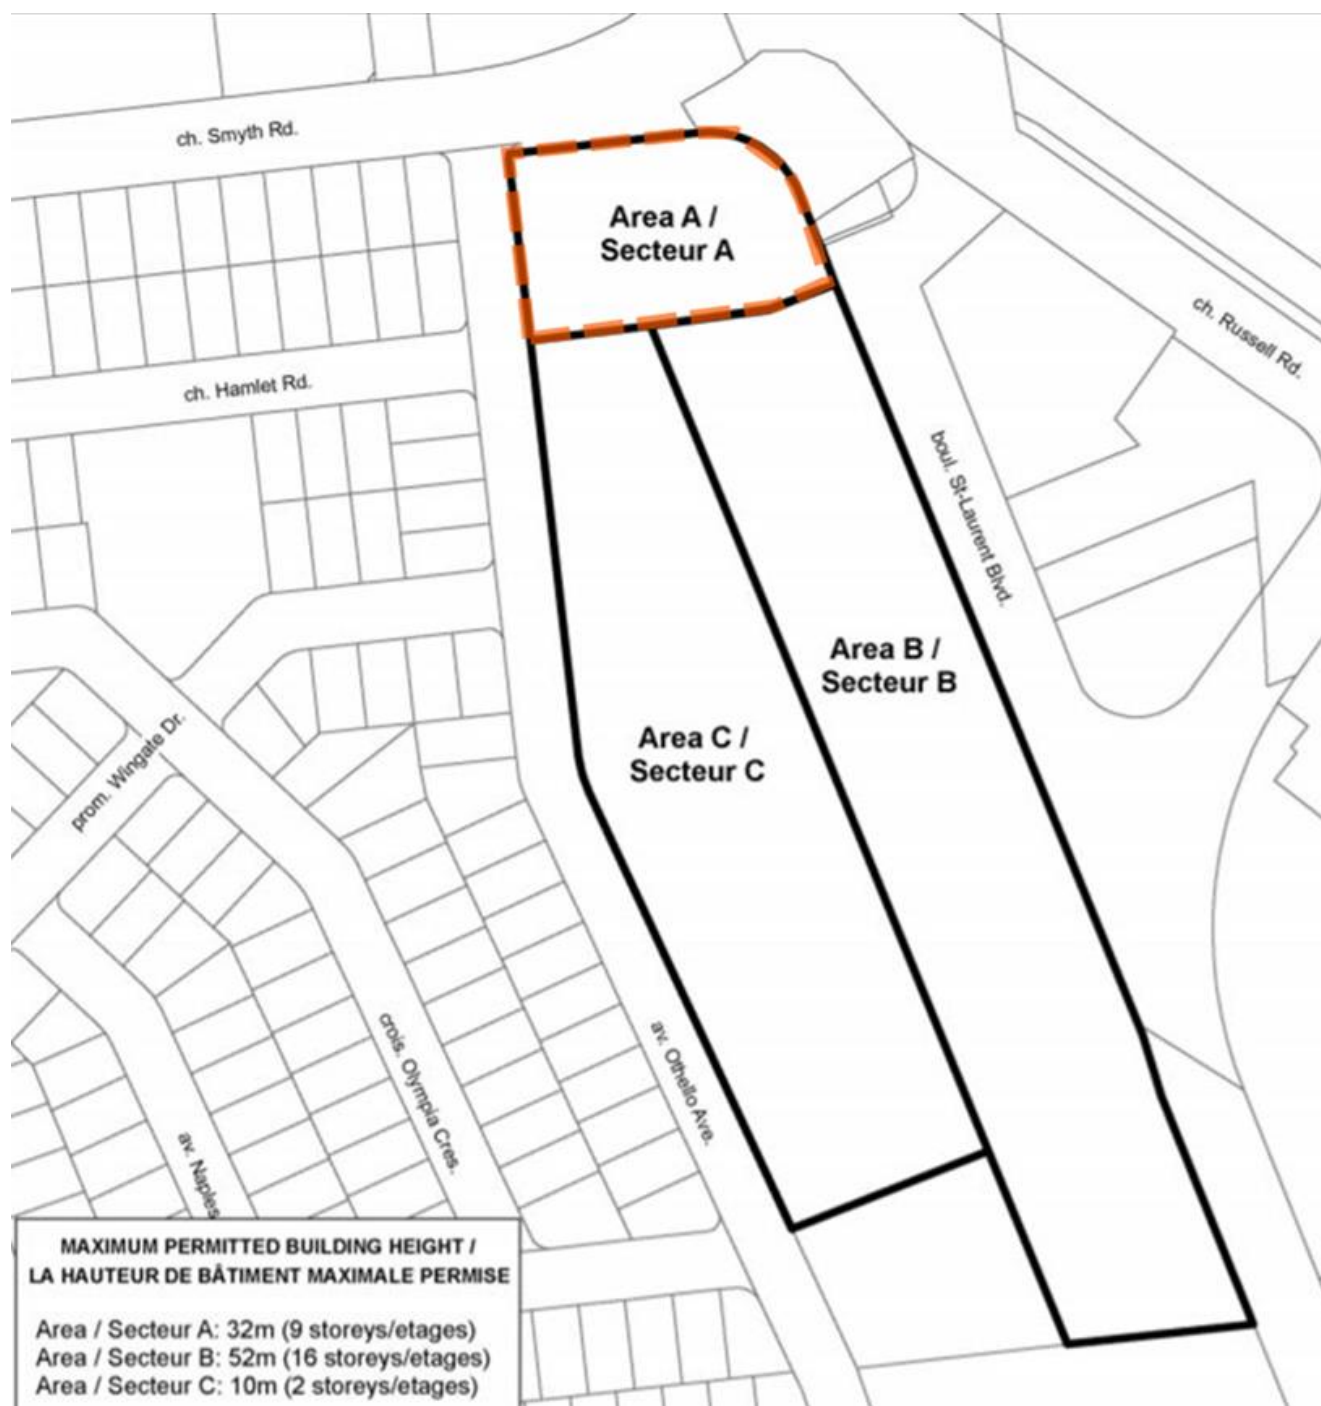 ch. Smyth Rd.
Area A /
Secteur A
ch. Russell Rd.
ch. Hamlet Rd.
boul. St-Laurent Blvd.
Area B /
Secteur B
Area C /
Secteur C
prom. Wingate Dr.
crois. Olympia Cres.
av. Othello Ave.
av. Naples
MAXIMUM PERMITTED BUILDING HEIGHT /
LA HAUTEUR DE BÂTIMENT MAXIMALE PERMISE
Area / Secteur A: 32m (9 storeys/etages)
Area / Secteur B: 52m (16 storeys/etages)
Area / Secteur C: 10m (2 storeys/etages)